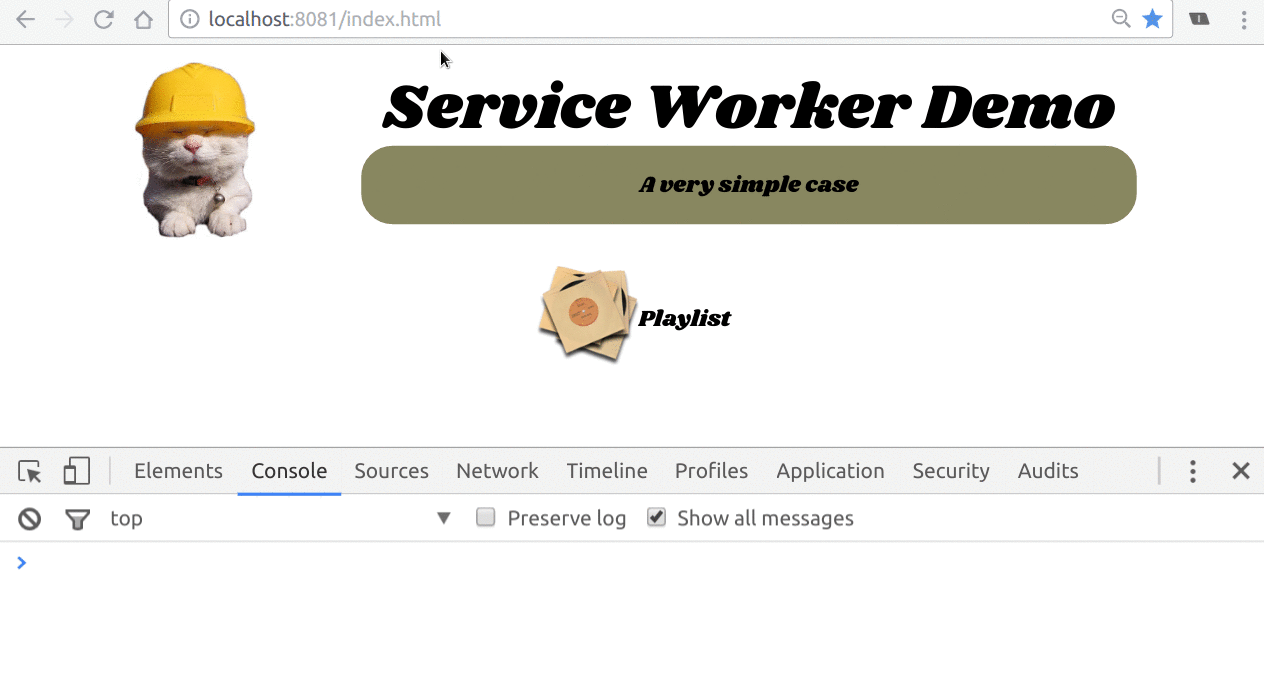 localhost:8081/index.html
Service Worker Demo
A very simple case
Playlist
Elements Console Sources Network Timeline Profiles Application Security Audits
top Preserve log Show all messages